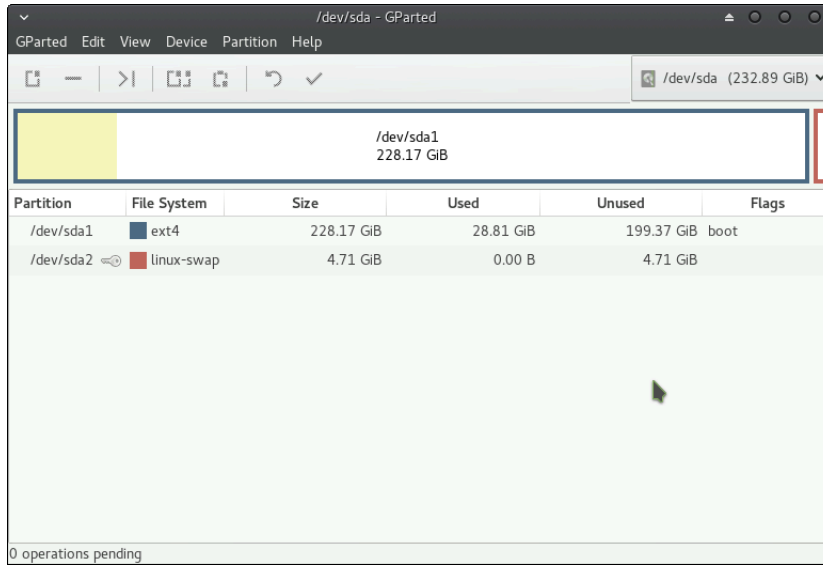 /dev/sda - GParted
GParted Edit View Device Partition Help
/dev/sda (232.89 GiB)
/dev/sda1
228.17 GiB
Partition File System Size Used Unused Flags
/dev/sda1 ext4 228.17 GiB 28.81 GiB 199.37 GiB boot
/dev/sda2 linux-swap 4.71 GiB 0.00 B 4.71 GiB
0 operations pending